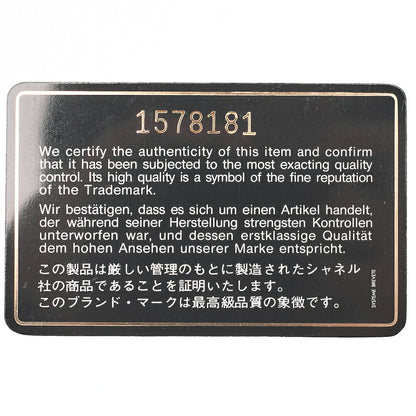 1578181
We certify the authenticity of this item and confirm
that it has been subjected to the most exacting quality
control. Its high quality is a symbol of the fine reputation
of the Trademark.
Wir bestätigen, dass es sich um einen Artikel handelt,
der während seiner Herstellung strengsten Kontrollen
unterworfen war, und dessen erstklassige Qualität
dem hohen Ansehen unserer Marke entspricht.
この製品は厳しい管理のもとに製造されたシャネル
社の商品であることを証明いたします。
このブランド・マークは最高級品質の象徴です。
SYSTEME BREVETE